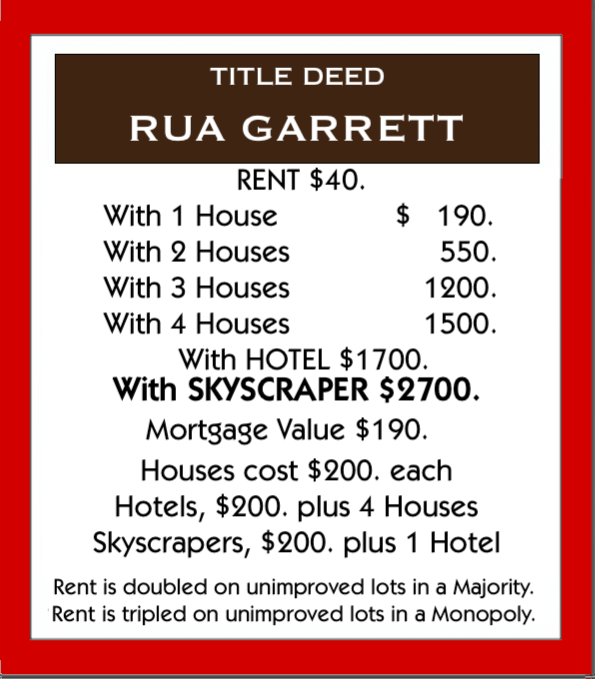 TITLE DEED
RUA GARRETT
RENT $40.
With 1 House $ 190.
With 2 Houses 550.
With 3 Houses 1200.
With 4 Houses 1500.
With HOTEL $1700.
With SKYSCRAPER $2700.
Mortgage Value $190.
Houses cost $200. each
Hotels, $200. plus 4 Houses
Skyscrapers, $200. plus 1 Hotel
Rent is doubled on unimproved lots in a Majority.
Rent is tripled on unimproved lots in a Monopoly.